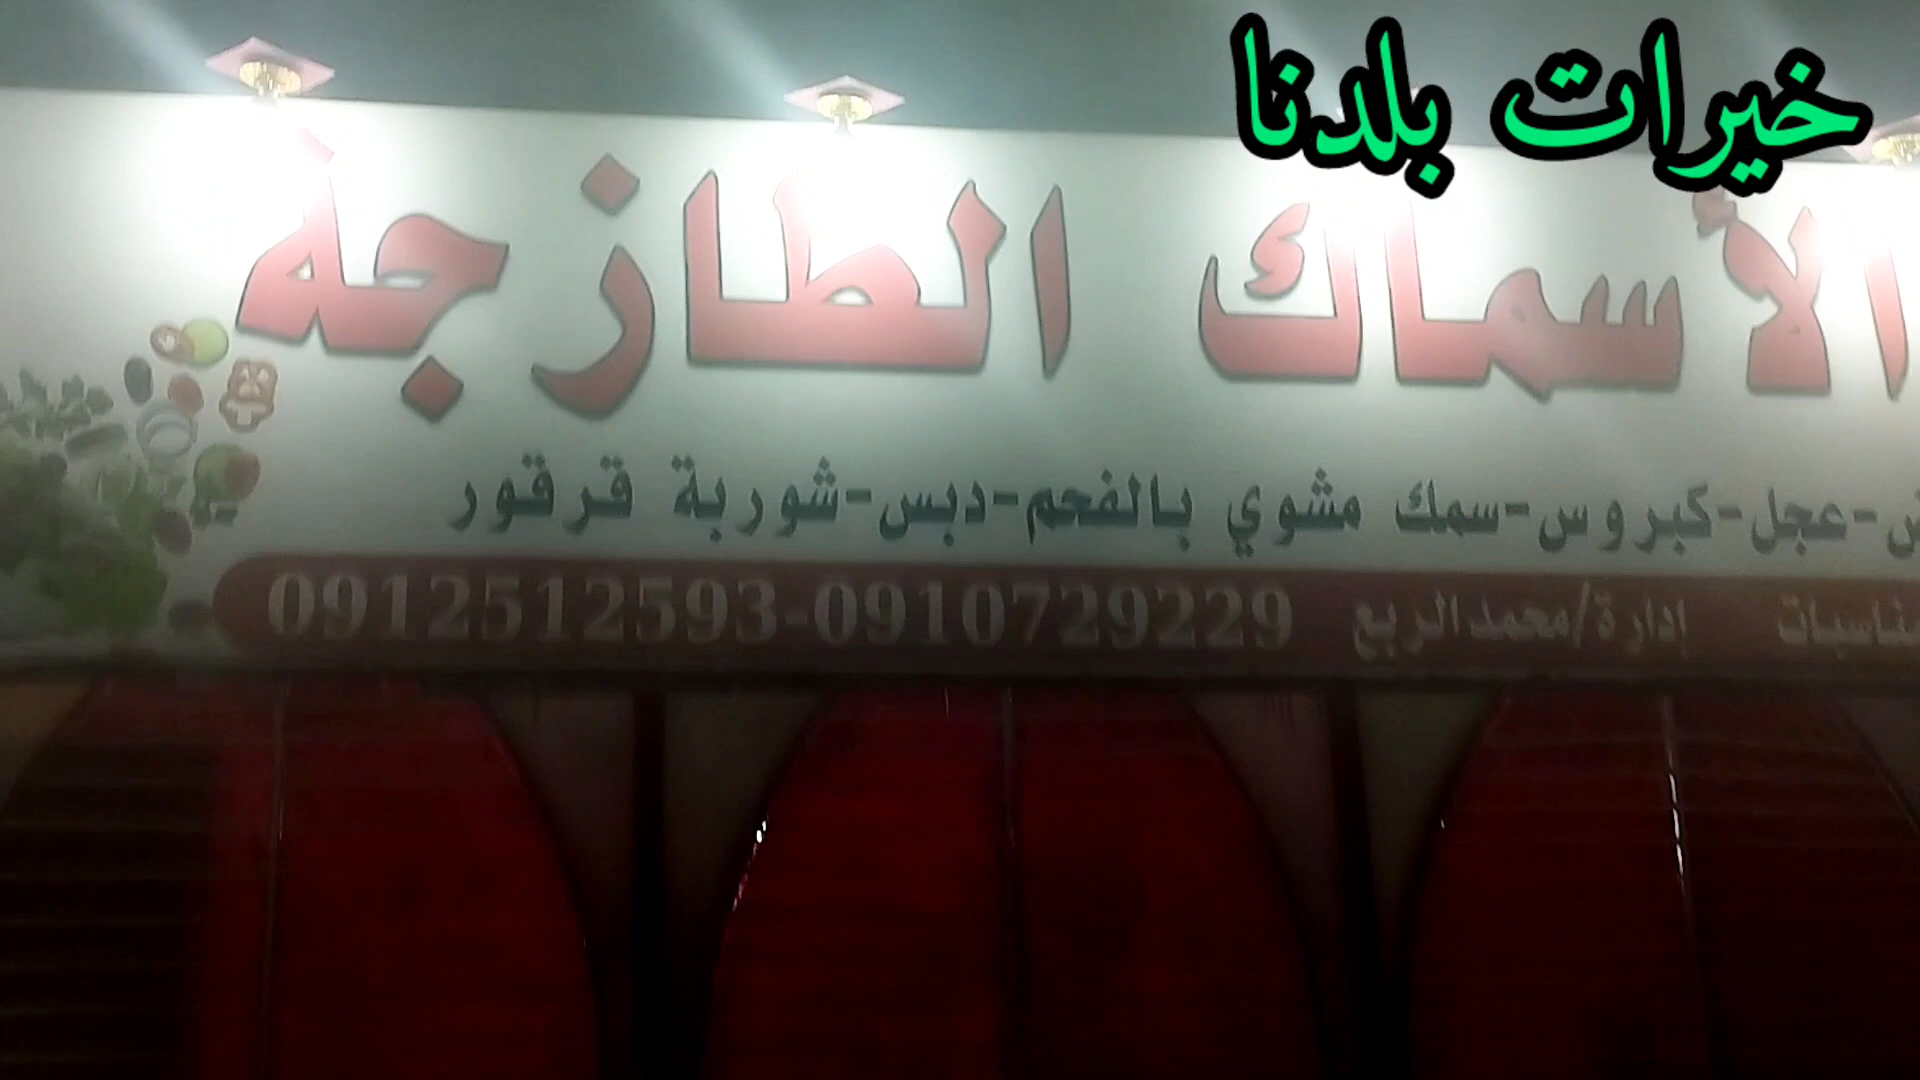 خيرات بلدنا
الأسماك الطازجة
عجل-كبروس-سمك مشوي بالفحم-دبس-شوربة قرقور
إدارة/محمد الربع 0912512593-0910729229